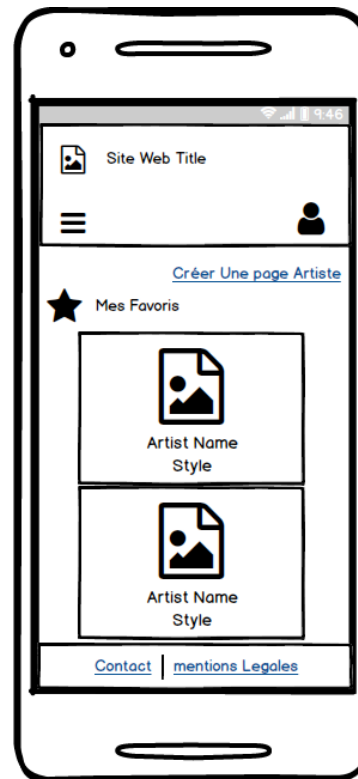 9:46
Site Web Title
Créer Une page Artiste
Mes Favoris
Artist Name
Style
Artist Name
Style
Contact | mentions Legales